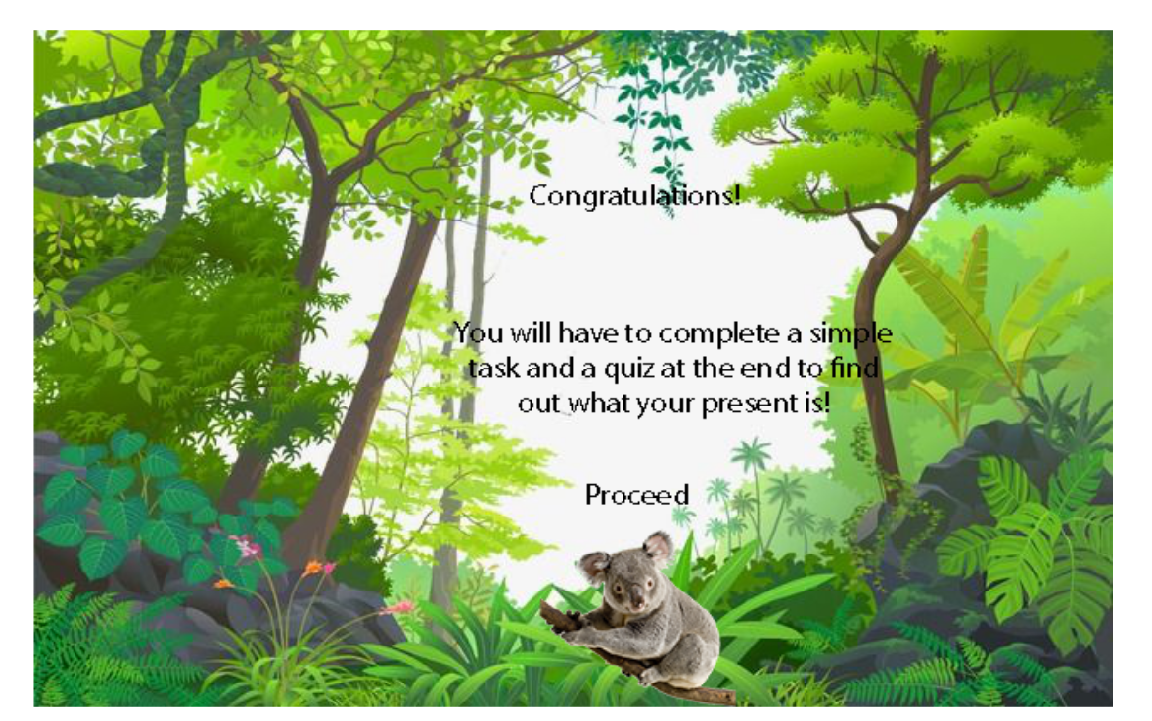 Congratulations!
You will have to complete a simple
task and a quiz at the end to find
out what your present is!
Proceed